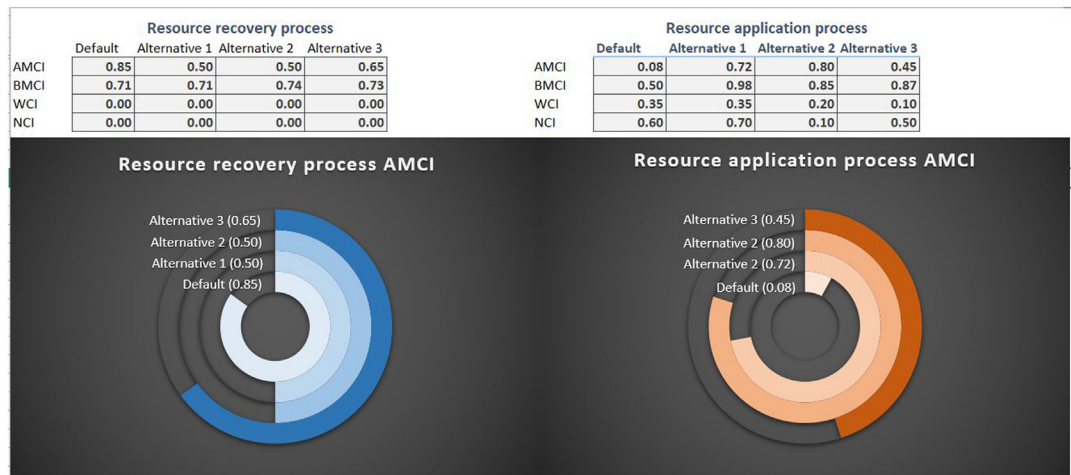 Resource recovery process
Default Alternative 1 Alternative 2 Alternative 3
AMCI 0.85 0.50 0.50 0.65
BMCI 0.71 0.71 0.74 0.73
WCI 0.00 0.00 0.00 0.00
NCI 0.00 0.00 0.00 0.00
Resource application process
Default Alternative 1 Alternative 2 Alternative 3
AMCI 0.08 0.72 0.80 0.45
BMCI 0.50 0.98 0.85 0.87
WCI 0.35 0.35 0.20 0.10
NCI 0.60 0.70 0.10 0.50
Resource recovery process AMCI
Alternative 3 (0.65)
Alternative 2 (0.50)
Alternative 1 (0.50)
Default (0.85)
Resource application process AMCI
Alternative 3 (0.45)
Alternative 2 (0.80)
Alternative 2 (0.72)
Default (0.08)